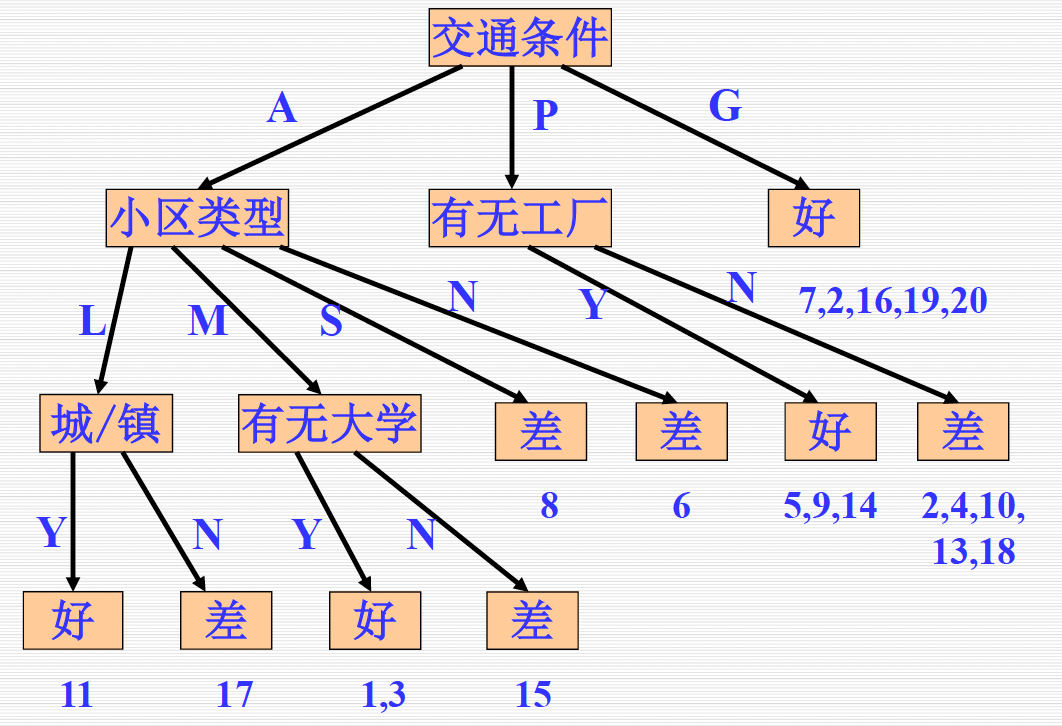 交通条件
A
P
G
小区类型
有无工厂
好
L
M
S
N
Y
N
7,2,16,19,20
城/镇
有无大学
差
差
好
差
8
6
5,9,14
2,4,10,
13,18
Y
N
Y
N
好
差
好
差
11
17
1,3
15